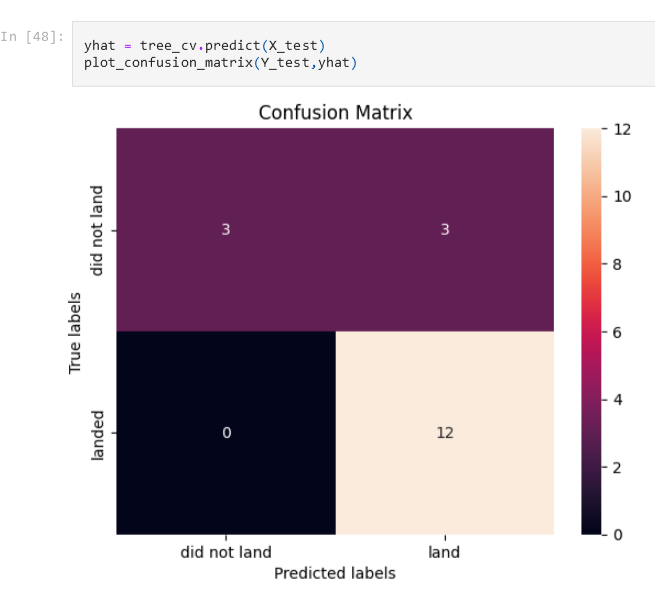 In [48]:
yhat = tree_cv.predict(X_test)
plot_confusion_matrix(Y_test,yhat)
Confusion Matrix
True labels
did not land
landed
3
3
0
12
did not land
land
Predicted labels
12
10
8
6
4
2
0